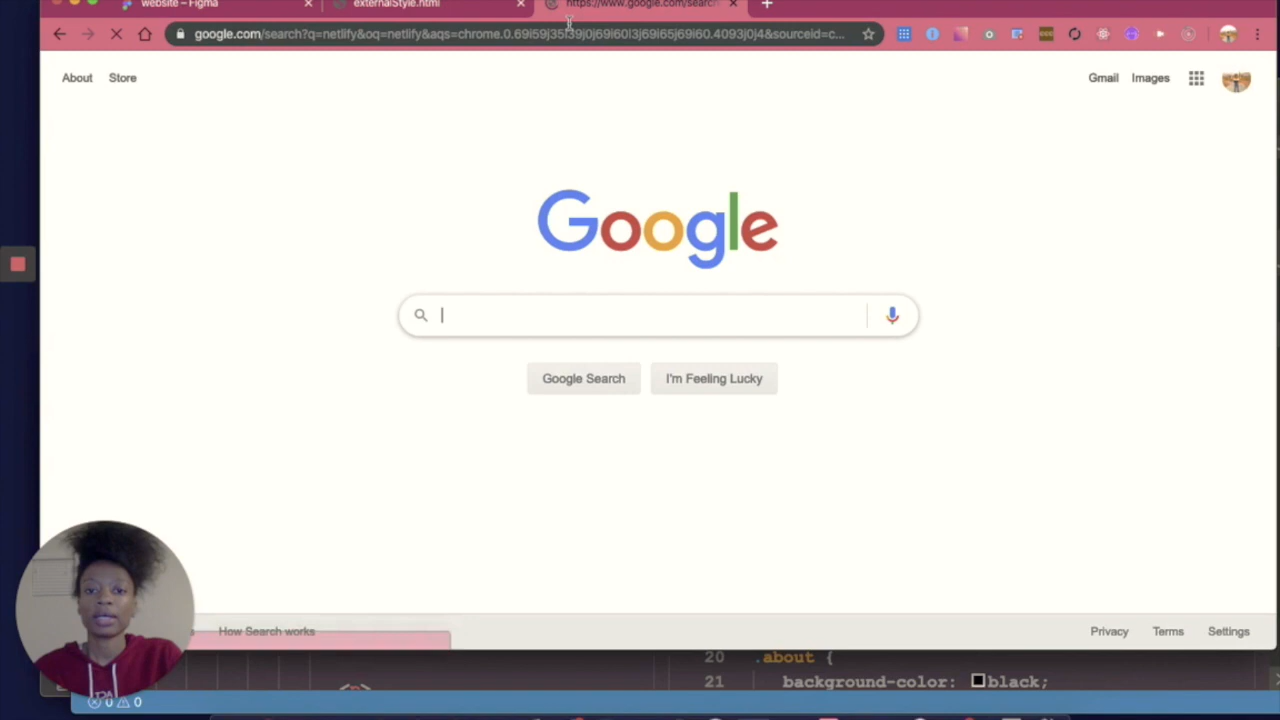 website – Figma
externalStyle.html
https://www.google.com/search
google.com/search?q=netlify&oq=netlify&aqs=chrome.0.69i59j35i39j0j69i60l3j69i65j69i60.4093j0j4&sourceid=c...
About Store
Gmail Images
Google
Google Search I'm Feeling Lucky
How Search works
Privacy Terms Settings
20 .about {
21 background-color: black;
0 0